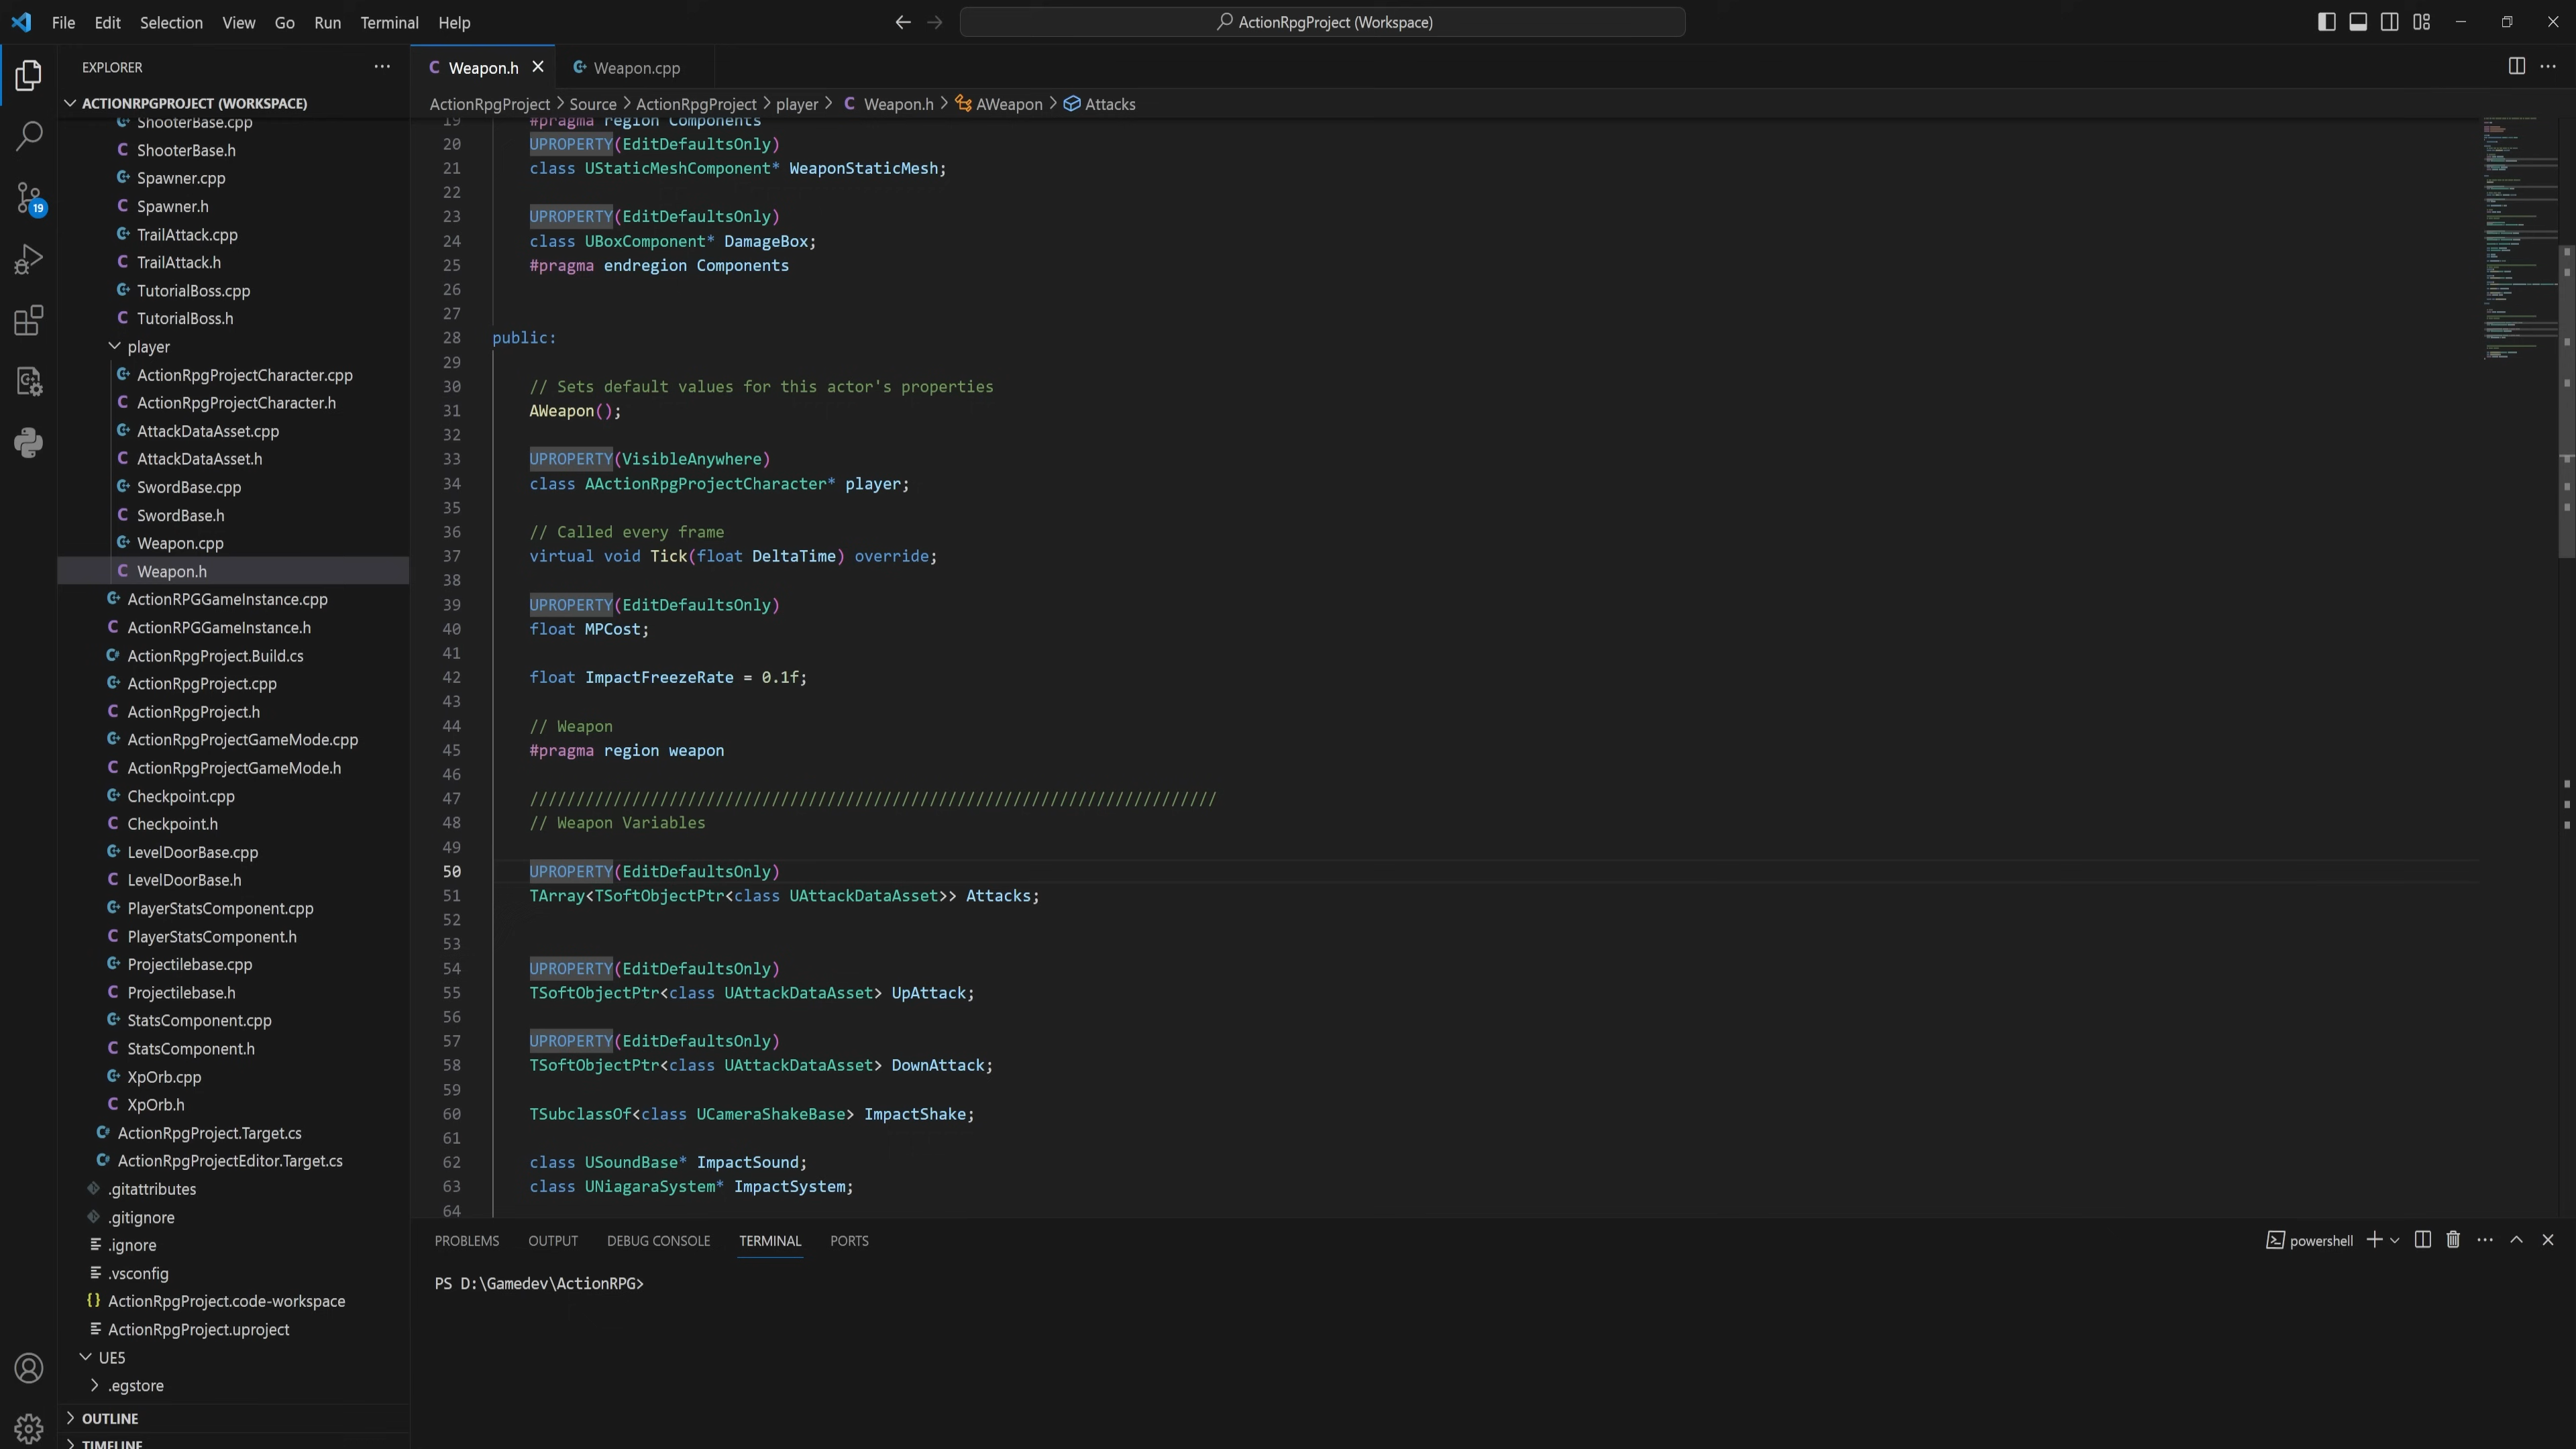 File Edit Selection View Go Run Terminal Help
ActionRpgProject (Workspace)
EXPLORER
ACTIONRPGPROJECT (WORKSPACE)
ShooterBase.cpp
ShooterBase.h
Spawner.cpp
Spawner.h
19
TrailAttack.cpp
TrailAttack.h
TutorialBoss.cpp
TutorialBoss.h
player
ActionRpgProjectCharacter.cpp
ActionRpgProjectCharacter.h
AttackDataAsset.cpp
AttackDataAsset.h
SwordBase.cpp
SwordBase.h
Weapon.cpp
Weapon.h
ActionRPGGameInstance.cpp
ActionRPGGameInstance.h
ActionRpgProject.Build.cs
ActionRpgProject.cpp
ActionRpgProject.h
ActionRpgProjectGameMode.cpp
ActionRpgProjectGameMode.h
Checkpoint.cpp
Checkpoint.h
LevelDoorBase.cpp
LevelDoorBase.h
PlayerStatsComponent.cpp
PlayerStatsComponent.h
Projectilebase.cpp
Projectilebase.h
StatsComponent.cpp
StatsComponent.h
XpOrb.cpp
XpOrb.h
ActionRpgProject.Target.cs
ActionRpgProjectEditor.Target.cs
.gitattributes
.gitignore
.ignore
.vsconfig
ActionRpgProject.code-workspace
ActionRpgProject.uproject
UE5
.egstore
OUTLINE
TIMELINE
Weapon.h Weapon.cpp
ActionRpgProject > Source > ActionRpgProject > player > Weapon.h > AWeapon > Attacks
19 #pragma region Components
20 UPROPERTY(EditDefaultsOnly)
21 class UStaticMeshComponent* WeaponStaticMesh;
22
23 UPROPERTY(EditDefaultsOnly)
24 class UBoxComponent* DamageBox;
25 #pragma endregion Components
26
27
28 public:
29
30 // Sets default values for this actor's properties
31 AWeapon();
32
33 UPROPERTY(VisibleAnywhere)
34 class AActionRpgProjectCharacter* player;
35
36 // Called every frame
37 virtual void Tick(float DeltaTime) override;
38
39 UPROPERTY(EditDefaultsOnly)
40 float MPCost;
41
42 float ImpactFreezeRate = 0.1f;
43
44 // Weapon
45 #pragma region weapon
46
47 //////////////////////////////////////////////////////////////////////////
48 // Weapon Variables
49
50 UPROPERTY(EditDefaultsOnly)
51 TArray<TSoftObjectPtr<class UAttackDataAsset>> Attacks;
52
53
54 UPROPERTY(EditDefaultsOnly)
55 TSoftObjectPtr<class UAttackDataAsset> UpAttack;
56
57 UPROPERTY(EditDefaultsOnly)
58 TSoftObjectPtr<class UAttackDataAsset> DownAttack;
59
60 TSubclassOf<class UCameraShakeBase> ImpactShake;
61
62 class USoundBase* ImpactSound;
63 class UNiagaraSystem* ImpactSystem;
64
PROBLEMS OUTPUT DEBUG CONSOLE TERMINAL PORTS
powershell
PS D:\Gamedev\ActionRPG>